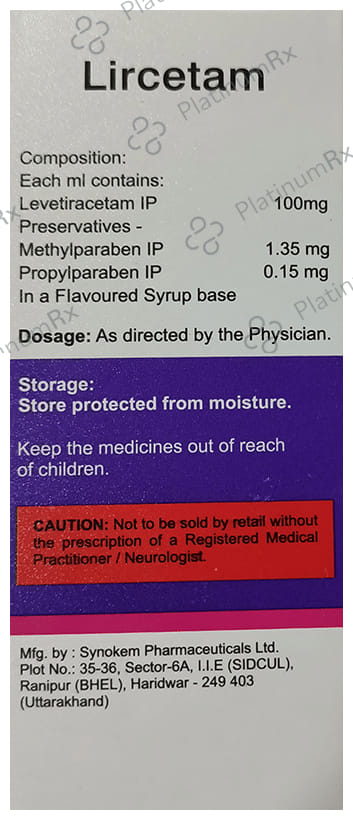 Lircetam
Composition:
Each ml contains:
Levetiracetam IP 100mg
Preservatives -
Methylparaben IP 1.35 mg
Propylparaben IP 0.15 mg
In a Flavoured Syrup base
Dosage: As directed by the Physician.
Storage:
Store protected from moisture.
Keep the medicines out of reach
of children.
CAUTION: Not to be sold by retail without
the prescription of a Registered Medical
Practitioner / Neurologist.
Mfg. by : Synokem Pharmaceuticals Ltd.
Plot No.: 35-36, Sector-6A, I.I.E (SIDCUL),
Ranipur (BHEL), Haridwar - 249 403
(Uttarakhand)
PlatinumRx
PlatinumRx
PlatinumRx